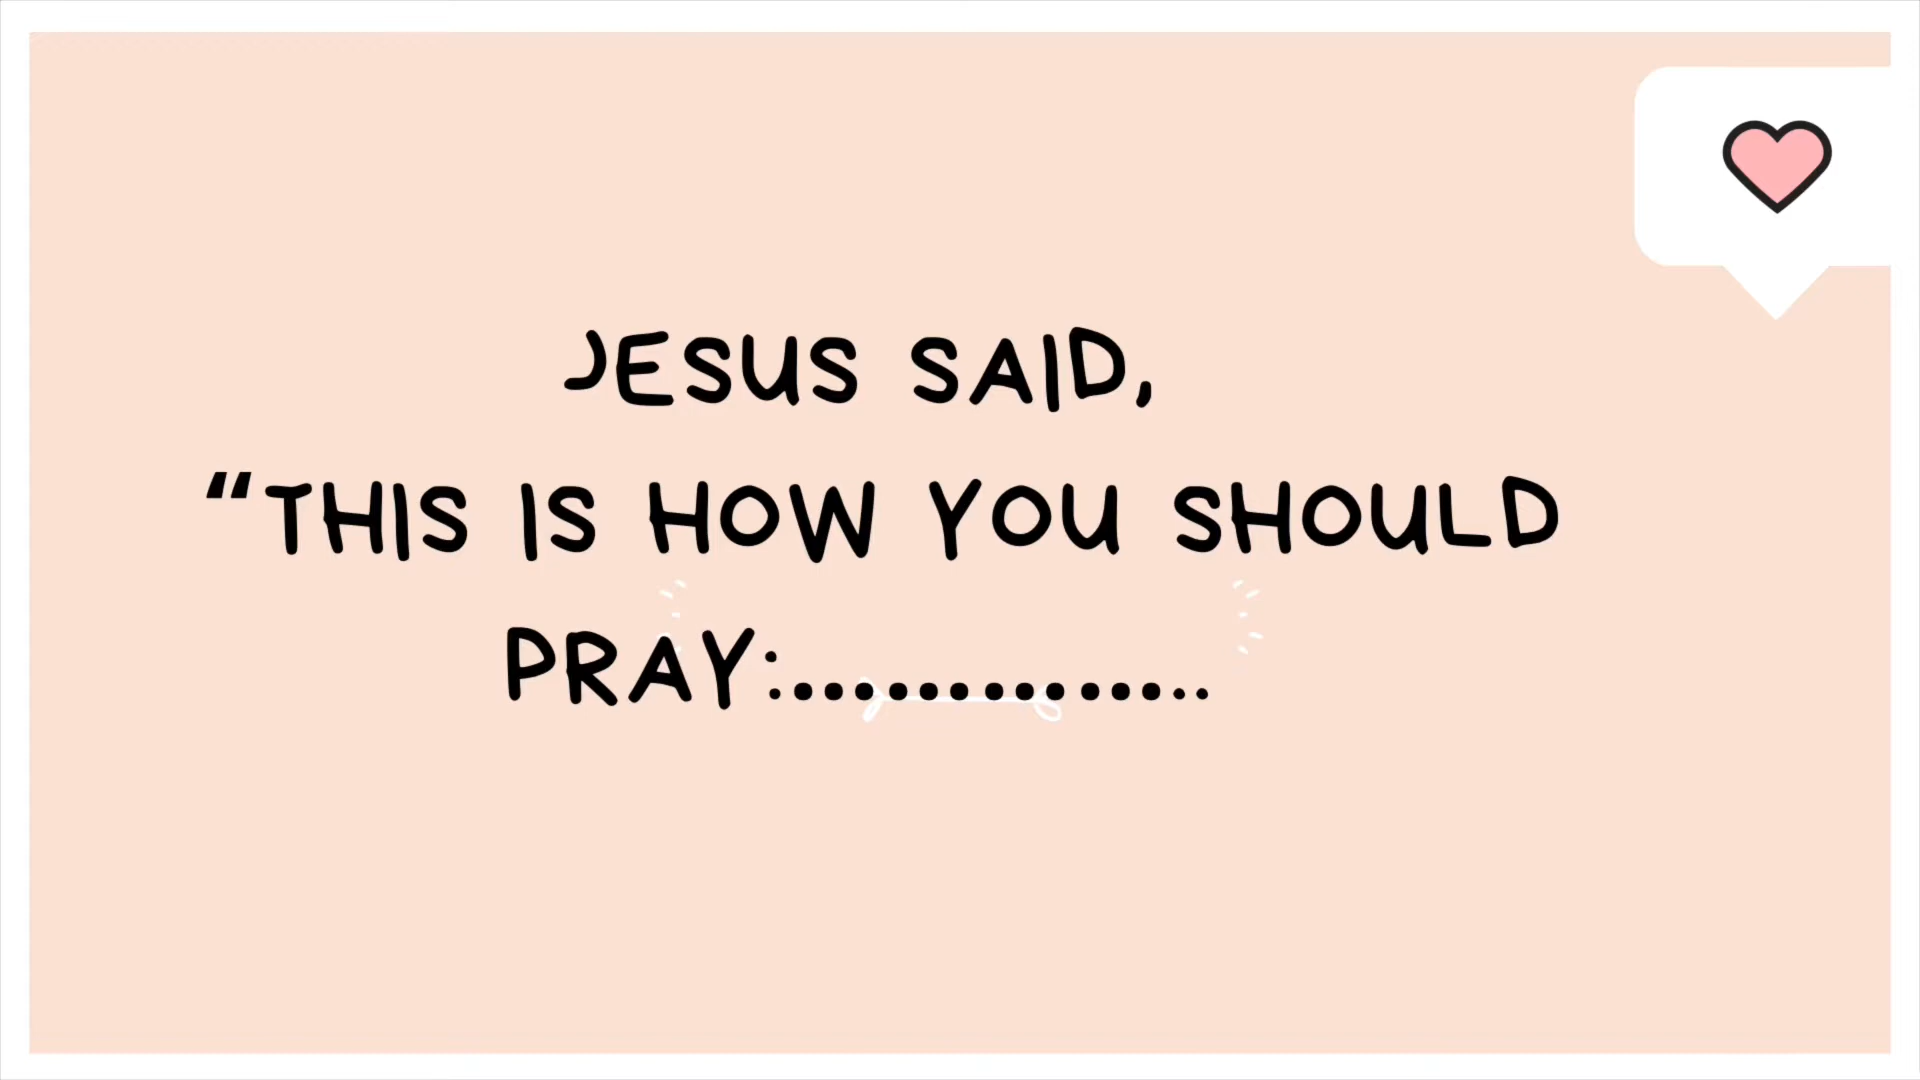 JESUS SAID,
“THIS IS HOW YOU SHOULD
PRAY:................